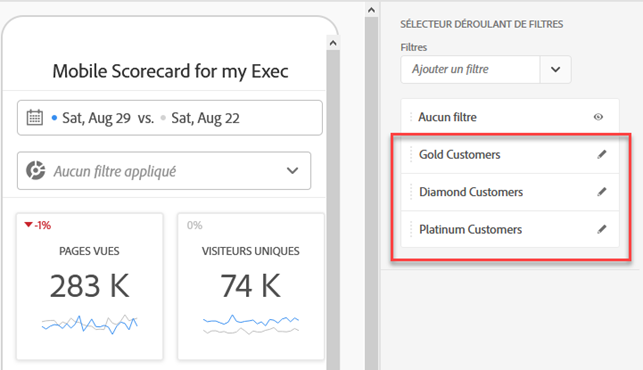 Mobile Scorecard for my Exec
Sat, Aug 29 vs. Sat, Aug 22
Aucun filtre appliqué
-1%
PAGES VUES
283 K
0%
VISITEURS UNIQUES
74 K
SÉLECTEUR DÉROULANT DE FILTRES
Filtres
Ajouter un filtre
Aucun filtre
Gold Customers
Diamond Customers
Platinum Customers